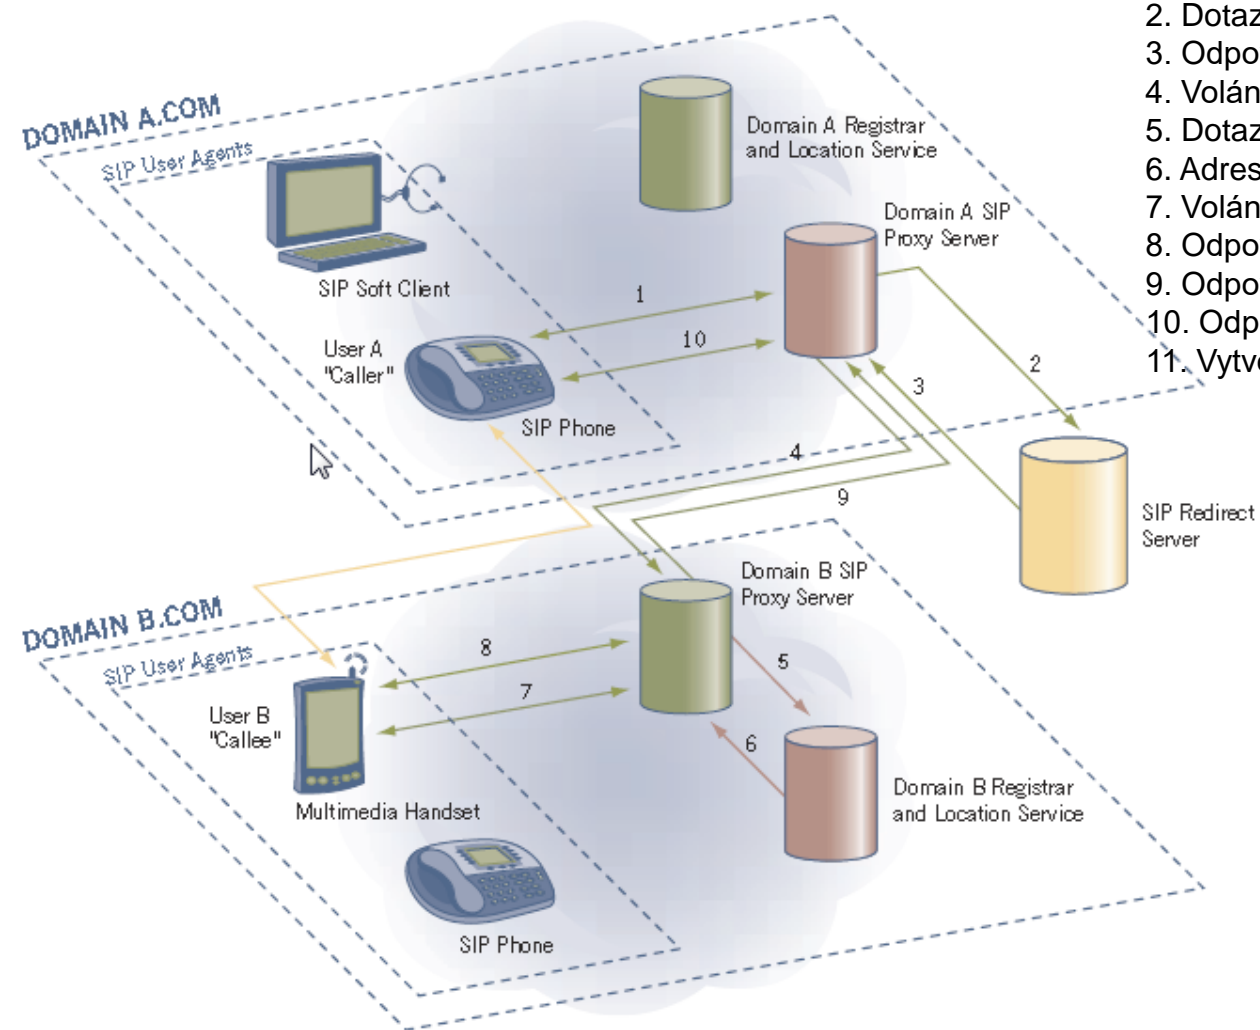 2. Dotaz
3. Odpo
4. Volán
5. Dotaz
6. Adres
7. Volán
8. Odpo
9. Odpo
10. Odp
11. Vytv
DOMAIN A.COM
SIP User Agents
Domain A Registrar
and Location Service
Domain A SIP
Proxy Server
SIP Soft Client
1
User A
"Caller"
10
2
3
SIP Phone
4
9
SIP Redirect
Server
Domain B SIP
Proxy Server
DOMAIN B.COM
SIP User Agents
8
5
7
User B
"Callee"
6
Domain B Registrar
and Location Service
Multimedia Handset
SIP Phone